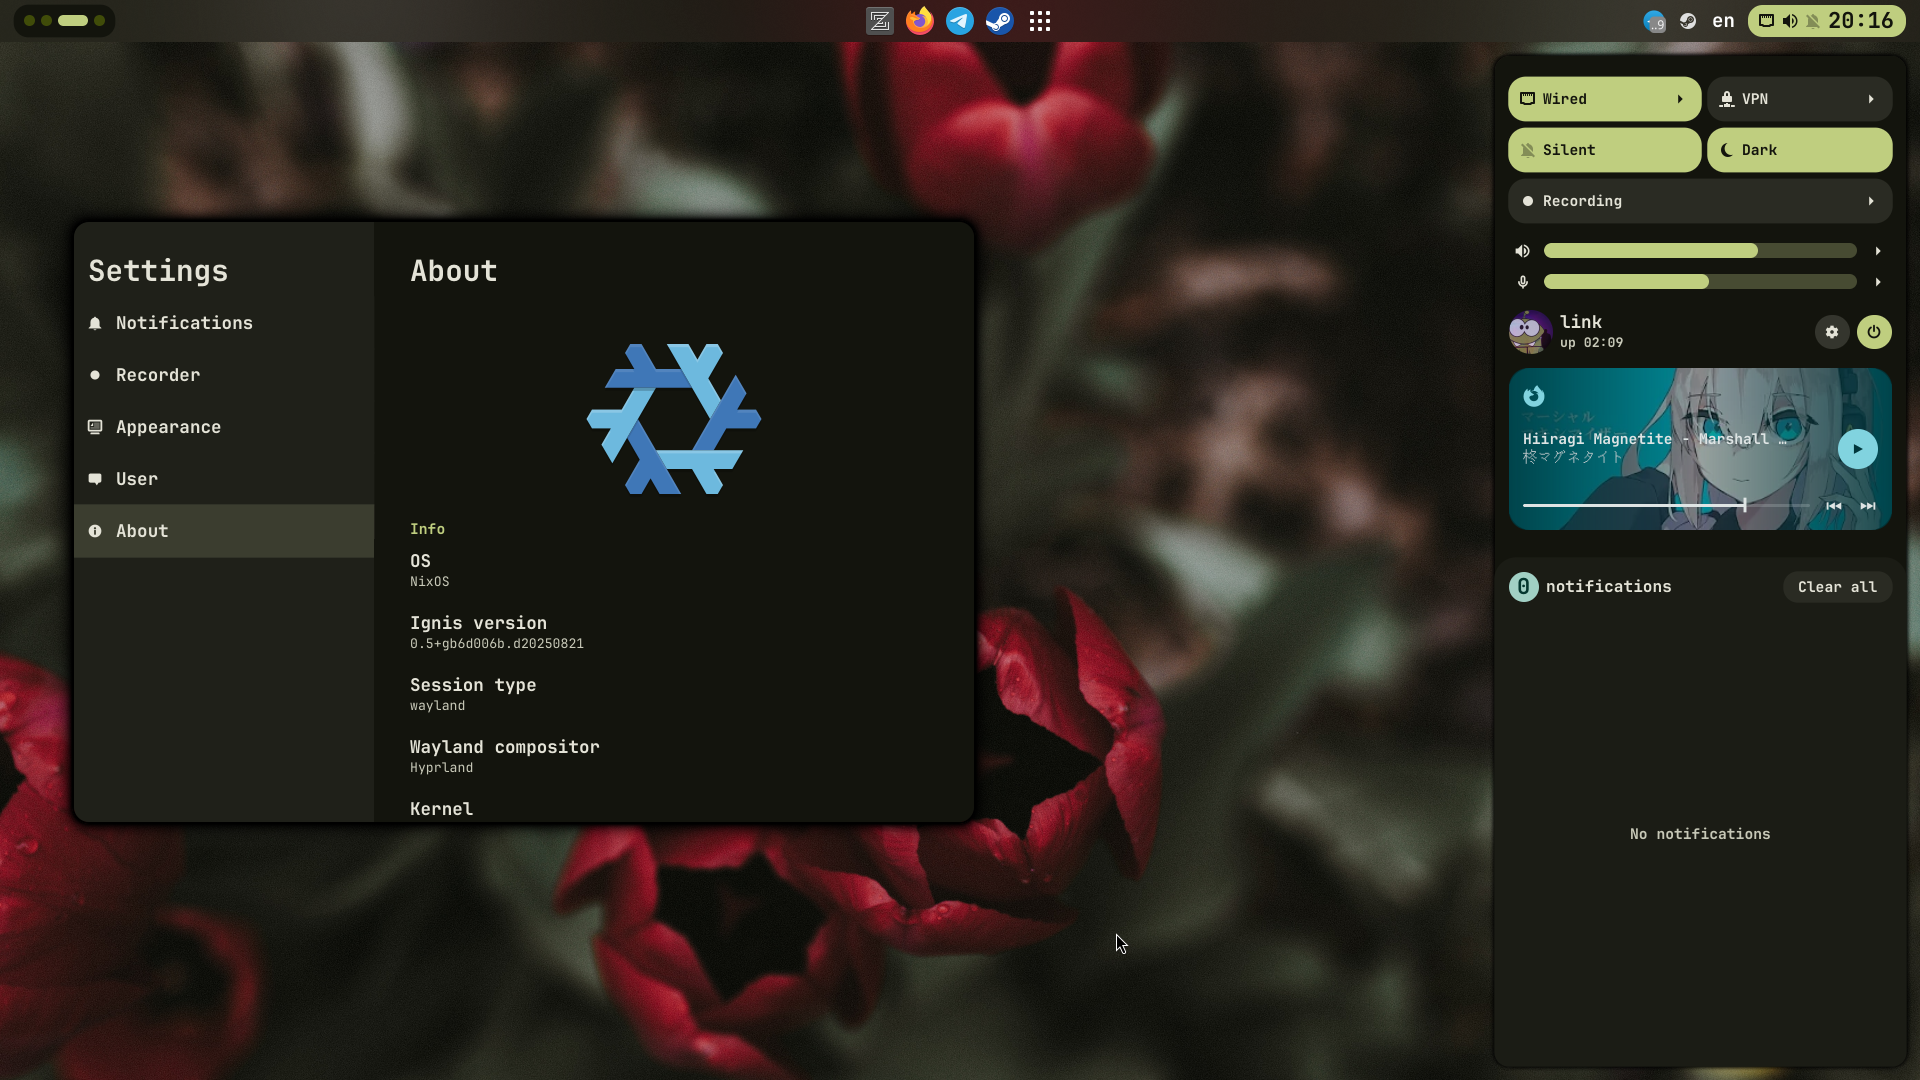 en
20:16
Settings
Notifications
Recorder
Appearance
User
About
About
Info
OS
NixOS
Ignis version
0.5+gb6d006b.d20250821
Session type
wayland
Wayland compositor
Hyprland
Kernel
Wired
VPN
Silent
Dark
Recording
link
up 02:09
マーシャル
Hiiragi Magnetite - Marshall …
柊マグネタイト
0 notifications
Clear all
No notifications